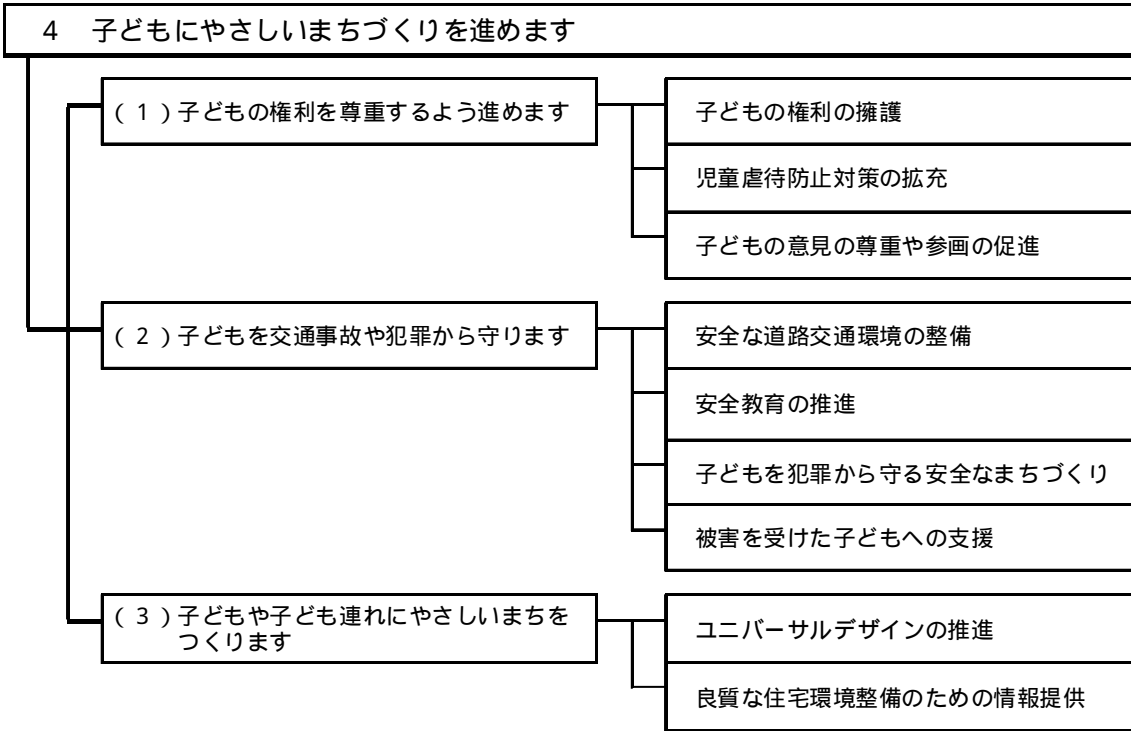 ４　子どもにやさしいまちづくりを進めます
（１）子どもの権利を尊重するよう進めます
子どもの権利の擁護
児童虐待防止対策の拡充
子どもの意見の尊重や参画の促進
（２）子どもを交通事故や犯罪から守ります
安全な道路交通環境の整備
安全教育の推進
子どもを犯罪から守る安全なまちづくり
被害を受けた子どもへの支援
（３）子どもや子ども連れにやさしいまちを
つくります
ユニバーサルデザインの推進
良質な住宅環境整備のための情報提供